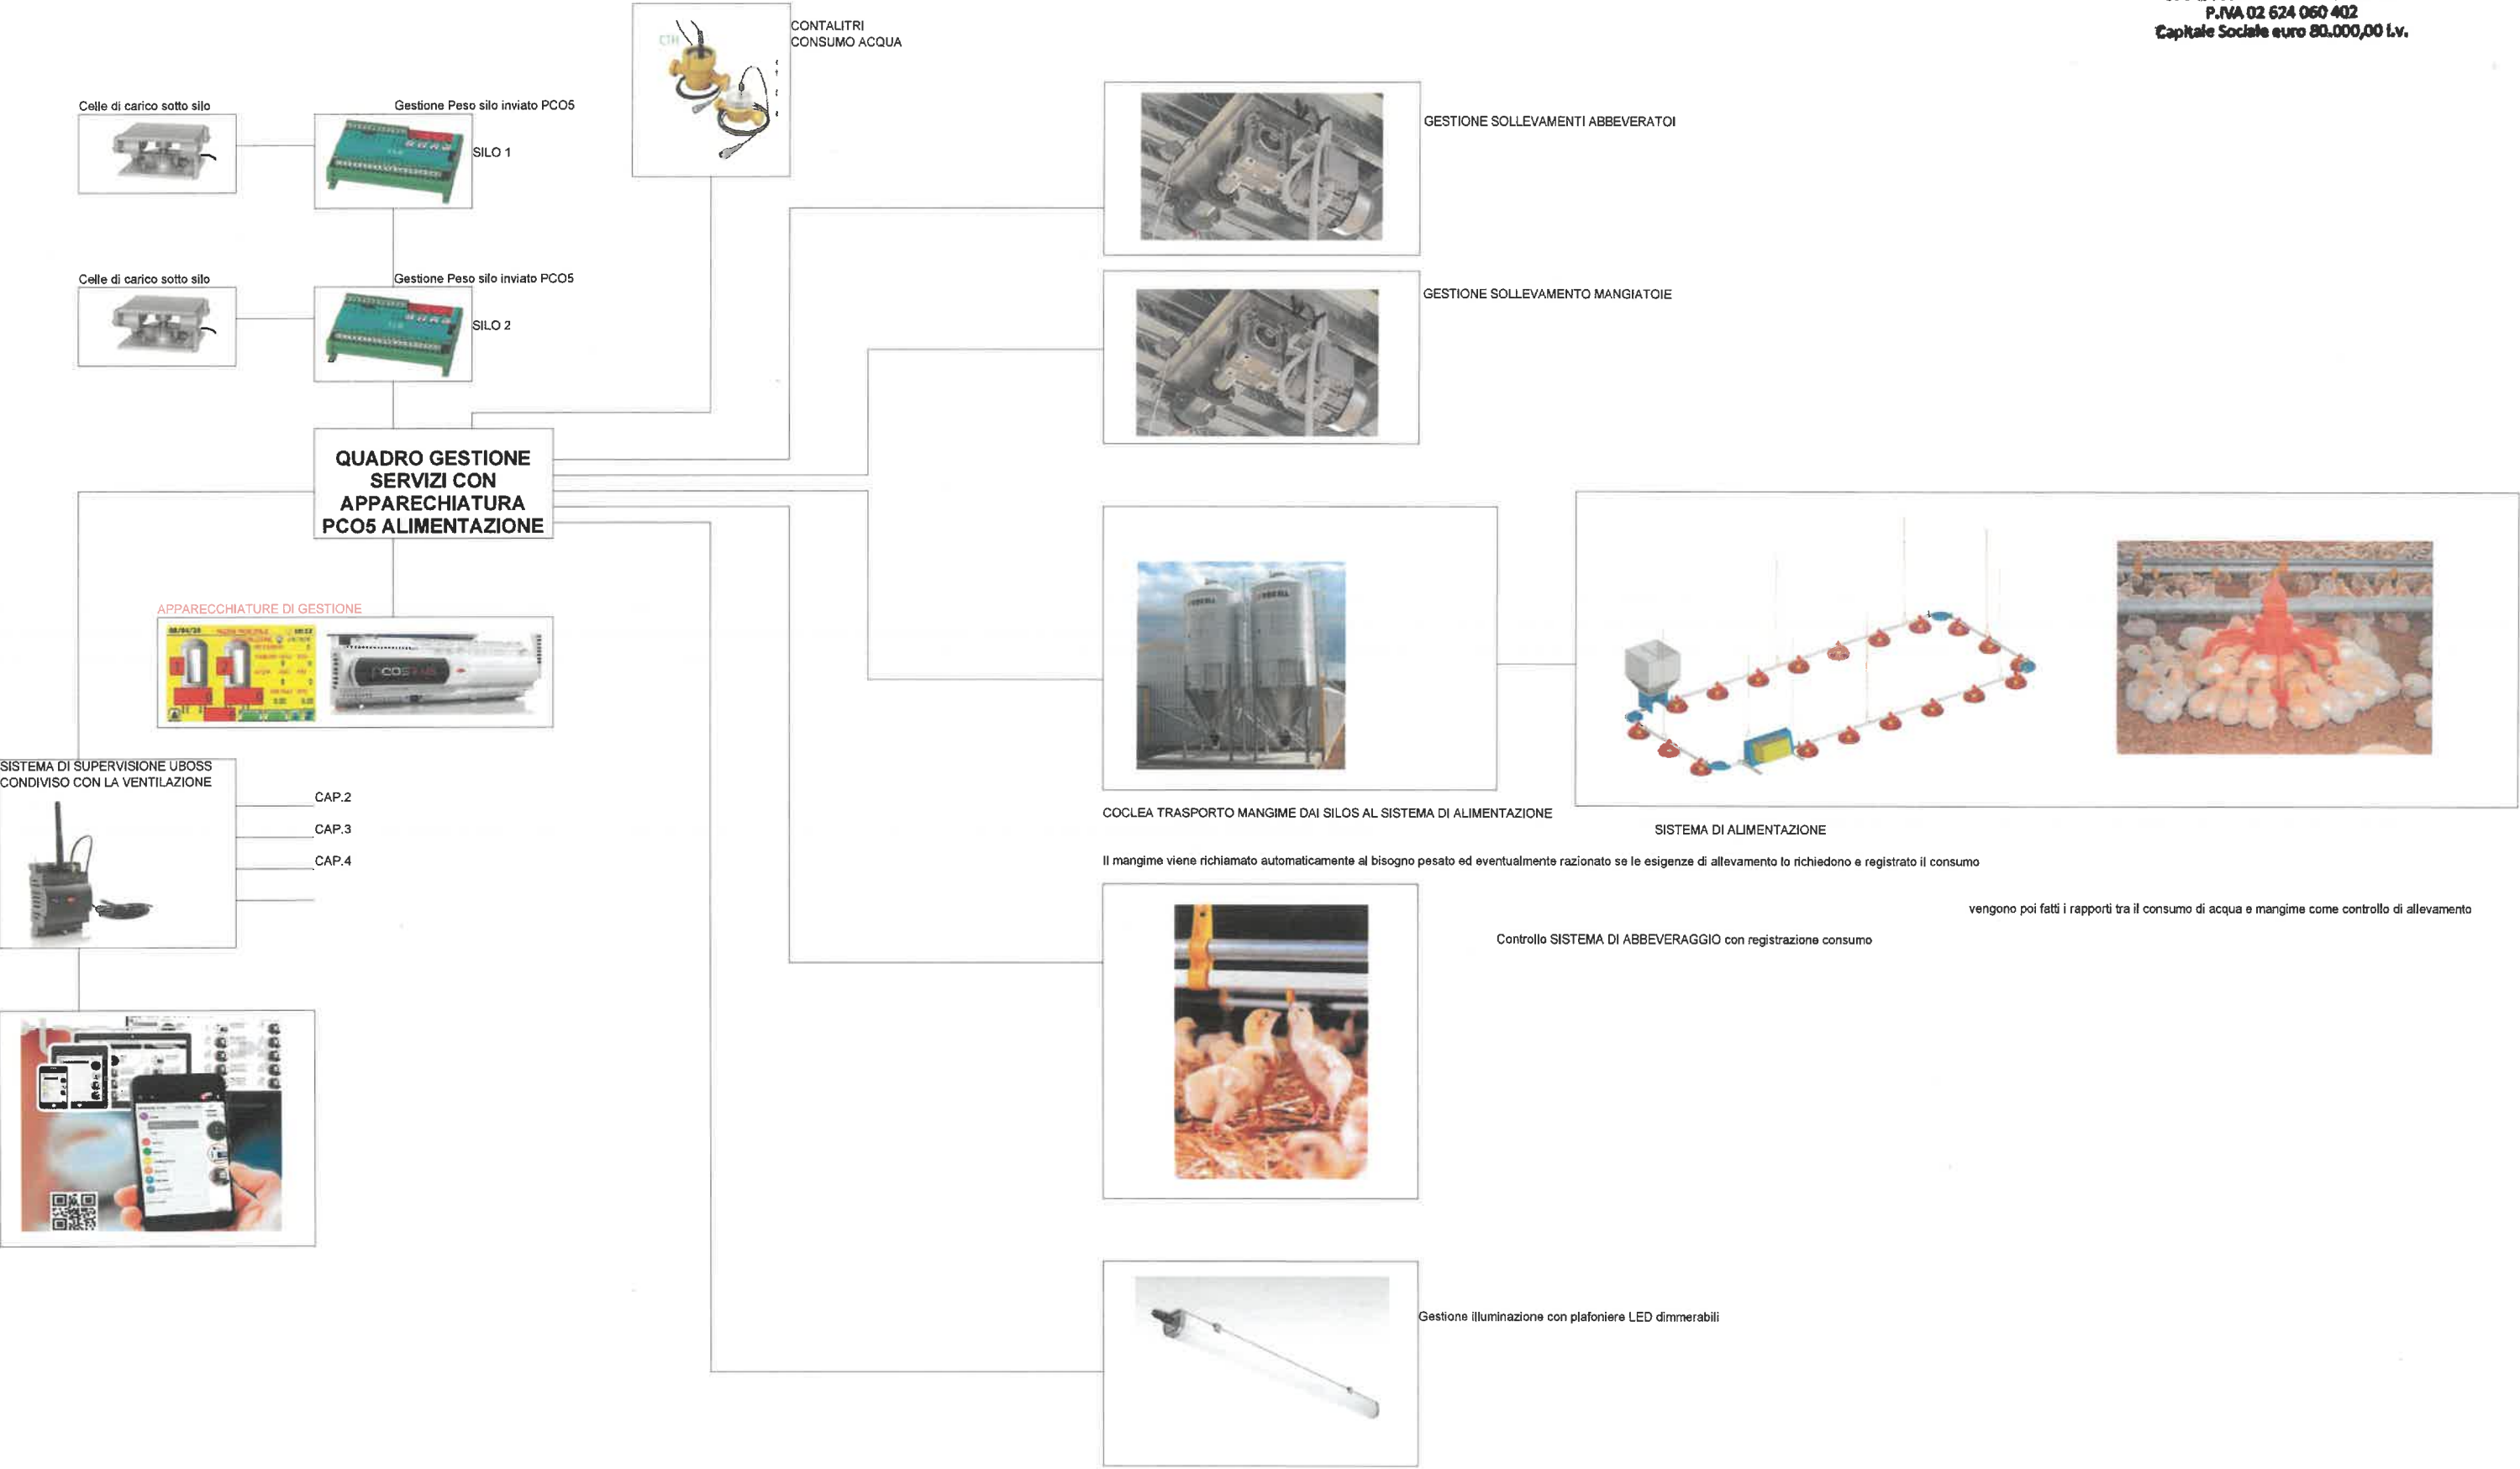 P.IVA 02 624 060 402
Capitale Sociale euro 80.000,00 i.v.
CONTALITRI
CONSUMO ACQUA
CTH
Celle di carico sotto silo
Gestione Peso silo inviato PCO5
SILO 1
GESTIONE SOLLEVAMENTI ABBEVERATOI
Celle di carico sotto silo
Gestione Peso silo inviato PCO5
SILO 2
GESTIONE SOLLEVAMENTO MANGIATOIE
QUADRO GESTIONE
SERVIZI CON
APPARECHIATURA
PCO5 ALIMENTAZIONE
APPARECCHIATURE DI GESTIONE
1
2
SISTEMA DI SUPERVISIONE UBOSS
CONDIVISO CON LA VENTILAZIONE
CAP.2
CAP.3
CAP.4
COCLEA TRASPORTO MANGIME DAI SILOS AL SISTEMA DI ALIMENTAZIONE
SISTEMA DI ALIMENTAZIONE
Il mangime viene richiamato automaticamente al bisogno pesato ed eventualmente razionato se le esigenze di allevamento lo richiedono e registrato il consumo
vengono poi fatti i rapporti tra il consumo di acqua e mangime come controllo di allevamento
Controllo SISTEMA DI ABBEVERAGGIO con registrazione consumo
Gestione illuminazione con plafoniere LED dimmerabili